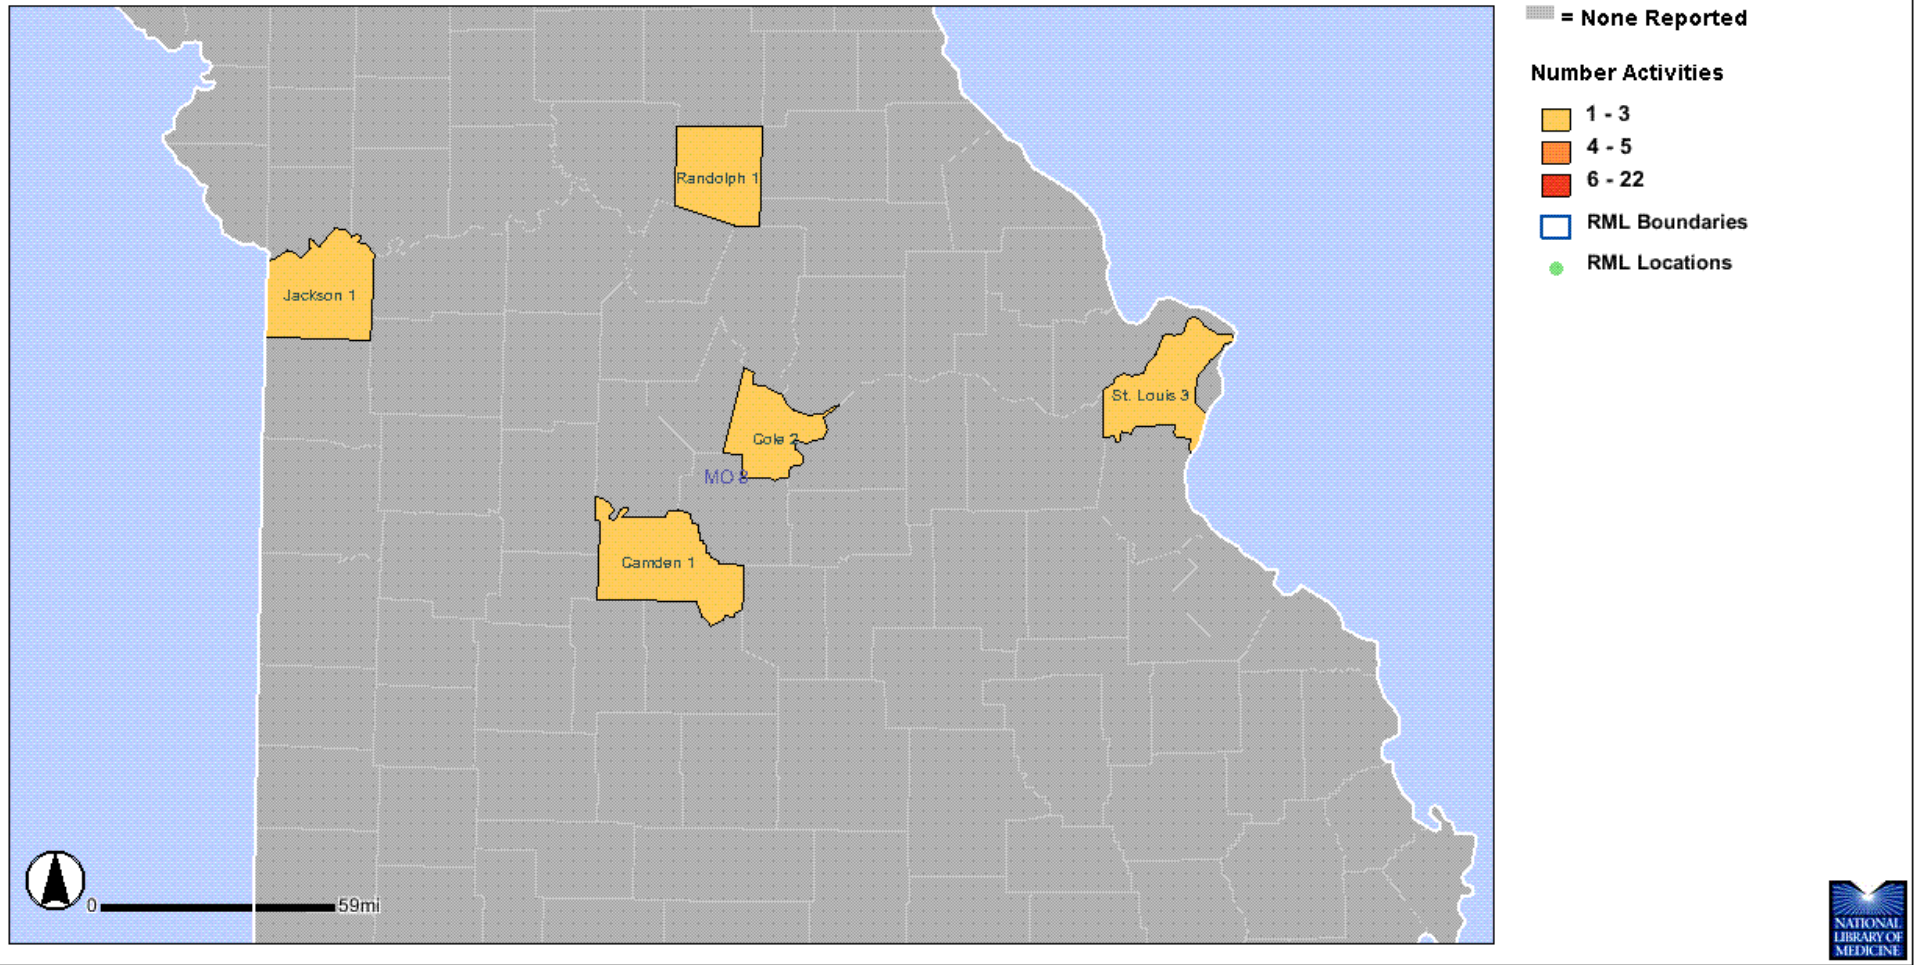 = None Reported
Number Activities
1 - 3
4 - 5
6 - 22
RML Boundaries
RML Locations
Randolph 1
Jackson 1
St. Louis 3
Cole 2
MO 8
Camden 1
0 59mi
NATIONAL
LIBRARY OF
MEDICINE